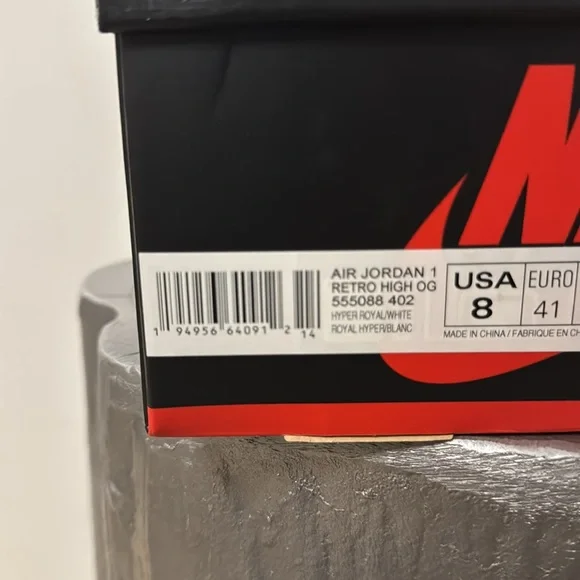 AIR JORDAN 1
RETRO HIGH OG
555088 402
HYPER ROYAL/WHITE
ROYAL HYPER/BLANC
USA
8
EURO
41
MADE IN CHINA / FABRIQUE EN
1 94956 64091 2 14